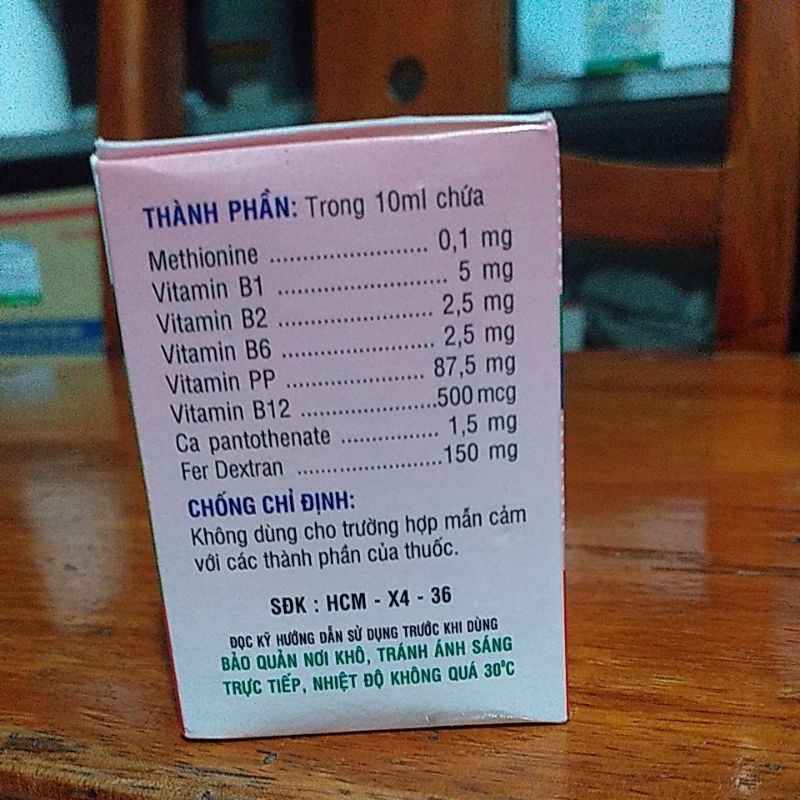 THÀNH PHẦN: Trong 10ml chứa
Methionine ........................ 0,1 mg
Vitamin B1 .......................... 5 mg
Vitamin B2 ........................ 2,5 mg
Vitamin B6 ........................ 2,5 mg
Vitamin PP ...................... 87,5 mg
Vitamin B12 .....................500 mcg
Ca pantothenate ............... 1,5 mg
Fer Dextran .......................150 mg
CHỐNG CHỈ ĐỊNH:
Không dùng cho trường hợp mẫn cảm
với các thành phần của thuốc.
SĐK : HCM - X4 - 36
ĐỌC KỸ HƯỚNG DẪN SỬ DỤNG TRƯỚC KHI DÙNG
BẢO QUẢN NƠI KHÔ, TRÁNH ÁNH SÁNG
TRỰC TIẾP, NHIỆT ĐỘ KHÔNG QUÁ 30°C